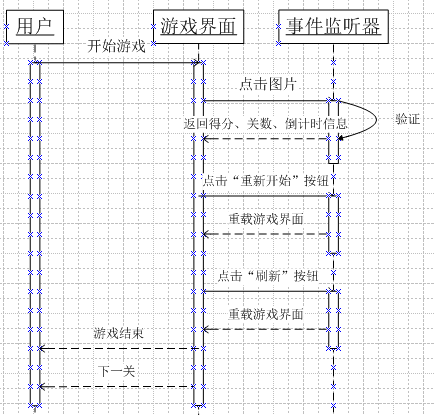 用户
游戏界面
事件监听器
开始游戏
点击图片
验证
返回得分、关数、倒计时信息
点击“重新开始”按钮
重载游戏界面
点击“刷新”按钮
重载游戏界面
游戏结束
下一关